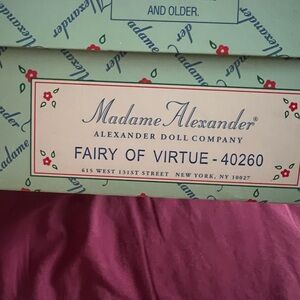 AND OLDER.
Madame Alexander®
ALEXANDER DOLL COMPANY
FAIRY OF VIRTUE - 40260
615 WEST 131ST STREET NEW YORK, NY 10027